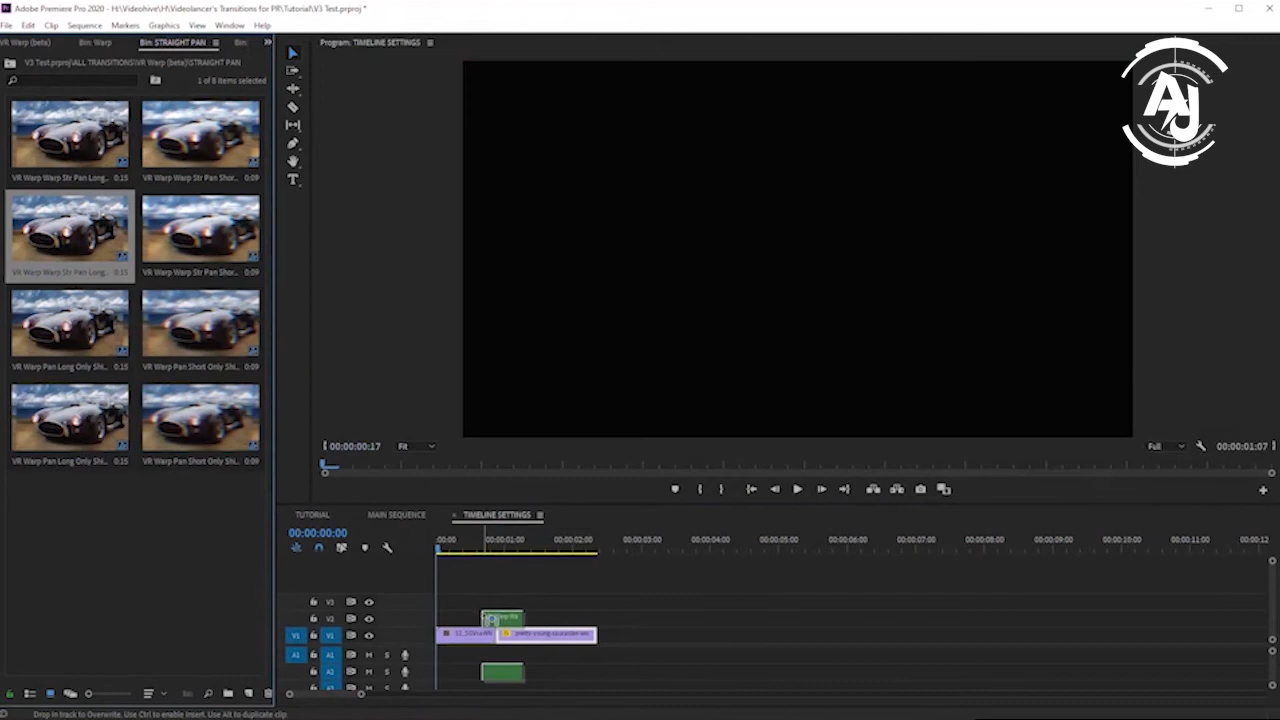 Adobe Premiere Pro 2020 - H:\Videohive\H\Videolancer's Transitions for PR\Tutorial\V3 Test.prproj *
File Edit Clip Sequence Markers Graphics View Window Help
VR Warp (beta) Bin: Warp Bin: STRAIGHT PAN Bin:
Program: TIMELINE SETTINGS
V3 Test.prproj\ALL TRANSITIONS\VR Warp (beta)\STRAIGHT PAN
1 of 8 items selected
AJ
VR Warp Warp Str Pan Long... 0:15 VR Warp Warp Str Pan Shor... 0:09
VR Warp Warp Str Pan Long... 0:15 VR Warp Warp Str Pan Shor... 0:09
VR Warp Pan Long Only Shi... 0:15 VR Warp Pan Short Only Shi... 0:09
VR Warp Pan Long Only Shi... 0:15 VR Warp Pan Short Only Shi... 0:09
00:00:00:17 Fit Full 00:00:01:07
TUTORIAL MAIN SEQUENCE TIMELINE SETTINGS
00:00:00:00
:00:00 00:00:01:00 00:00:02:00 00:00:03:00 00:00:04:00 00:00:05:00 00:00:06:00 00:00:07:00 00:00:08:00 00:00:09:00 00:00:10:00 00:00:11:00 00:00:12
V3
V2
V1 V1
A1 A1 M S
A2 M S
Drop in track to Overwrite. Use Ctrl to enable Insert. Use Alt to duplicate clip